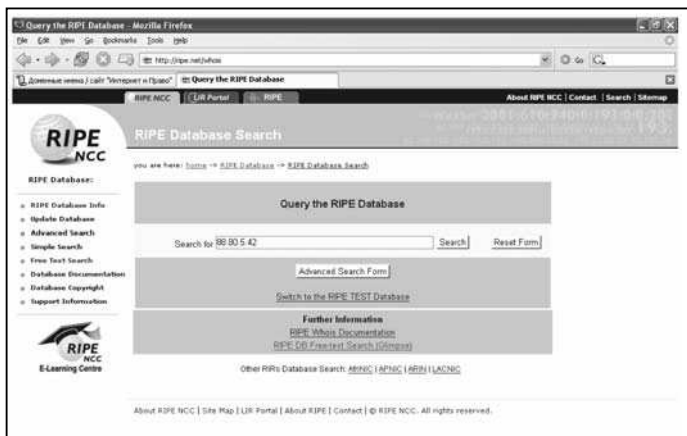 Query the RIPE Database - Mozilla Firefox
File Edit View Go Bookmarks Tools Help
http://ripe.net/whois
Go
Доменные имена / сайт "Интернет и Право"
Query the RIPE Database
RIPE NCC
LIR Portal
RIPE
About RIPE NCC | Contact | Search | Sitemap
RIPE
NCC
RIPE Database Search
you are here: home → RIPE Database → RIPE Database Search
RIPE Database:
RIPE Database Info
Update Database
Advanced Search
Simple Search
Free Text Search
Database Documentation
Database Copyright
Support Information
RIPE
NCC
E-Learning Centre
Query the RIPE Database
Search for 88.80.5.42 Search Reset Form
Advanced Search Form
Switch to the RIPE TEST Database
Further Information
RIPE Whois Documentation
RIPE DB Free-text Search (Glimpse)
Other RIRs Database Search: AfriNIC | APNIC | ARIN | LACNIC
About RIPE NCC | Site Map | LIR Portal | About RIPE | Contact | © RIPE NCC. All rights reserved.